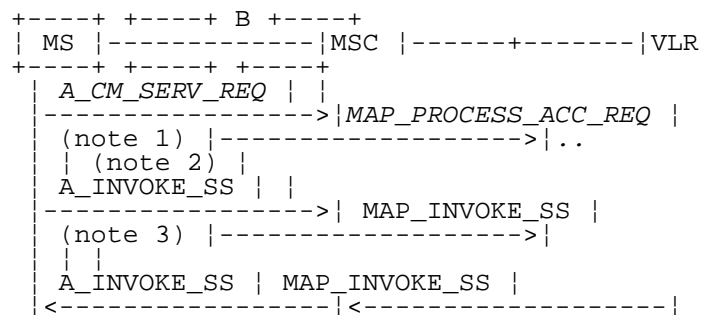 +----+ +----+ B +----+
¦ MS ¦-------------¦MSC ¦------+-------¦VLR
+----+ +----+ +----+
¦ A_CM_SERV_REQ ¦ ¦
¦----------------->¦MAP_PROCESS_ACC_REQ ¦
¦ (note 1) ¦------------------->¦..
¦ ¦ (note 2) ¦
¦ A_INVOKE_SS ¦ ¦
¦----------------->¦ MAP_INVOKE_SS ¦
¦ (note 3) ¦------------------->¦
¦ ¦ ¦
¦ A_INVOKE_SS ¦ MAP_INVOKE_SS ¦
¦<-----------------¦<-------------------¦